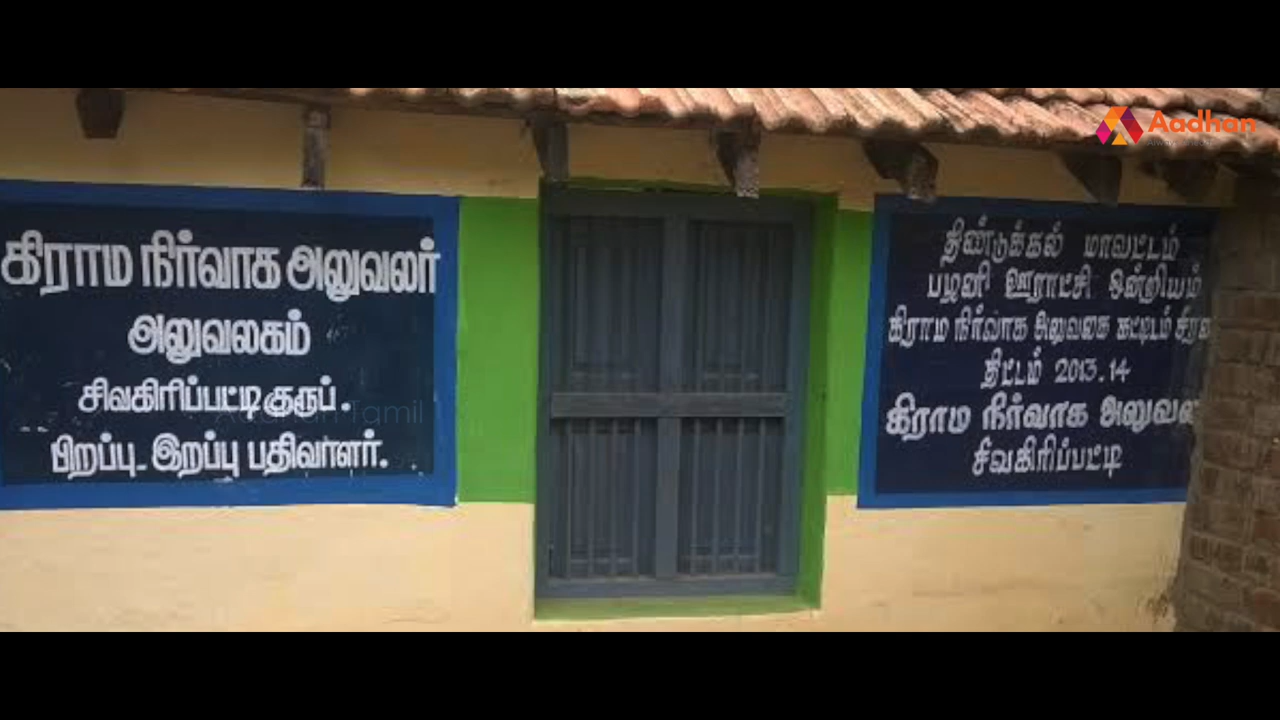 கிராம நிர்வாக அலுவலர்
அலுவலகம்
சிவகிரிப்பட்டி குரூப்.
பிறப்பு - இறப்பு பதிவாளர்.
திண்டுக்கல் மாவட்டம்
பழனி ஊராட்சி ஒன்றியம்
கிராம நிர்வாக அலுவலக கட்டிடம்
திட்டம் 2013.14
கிராம நிர்வாக
சிவகிரிப்பட்டி
Aadhan
Tamil